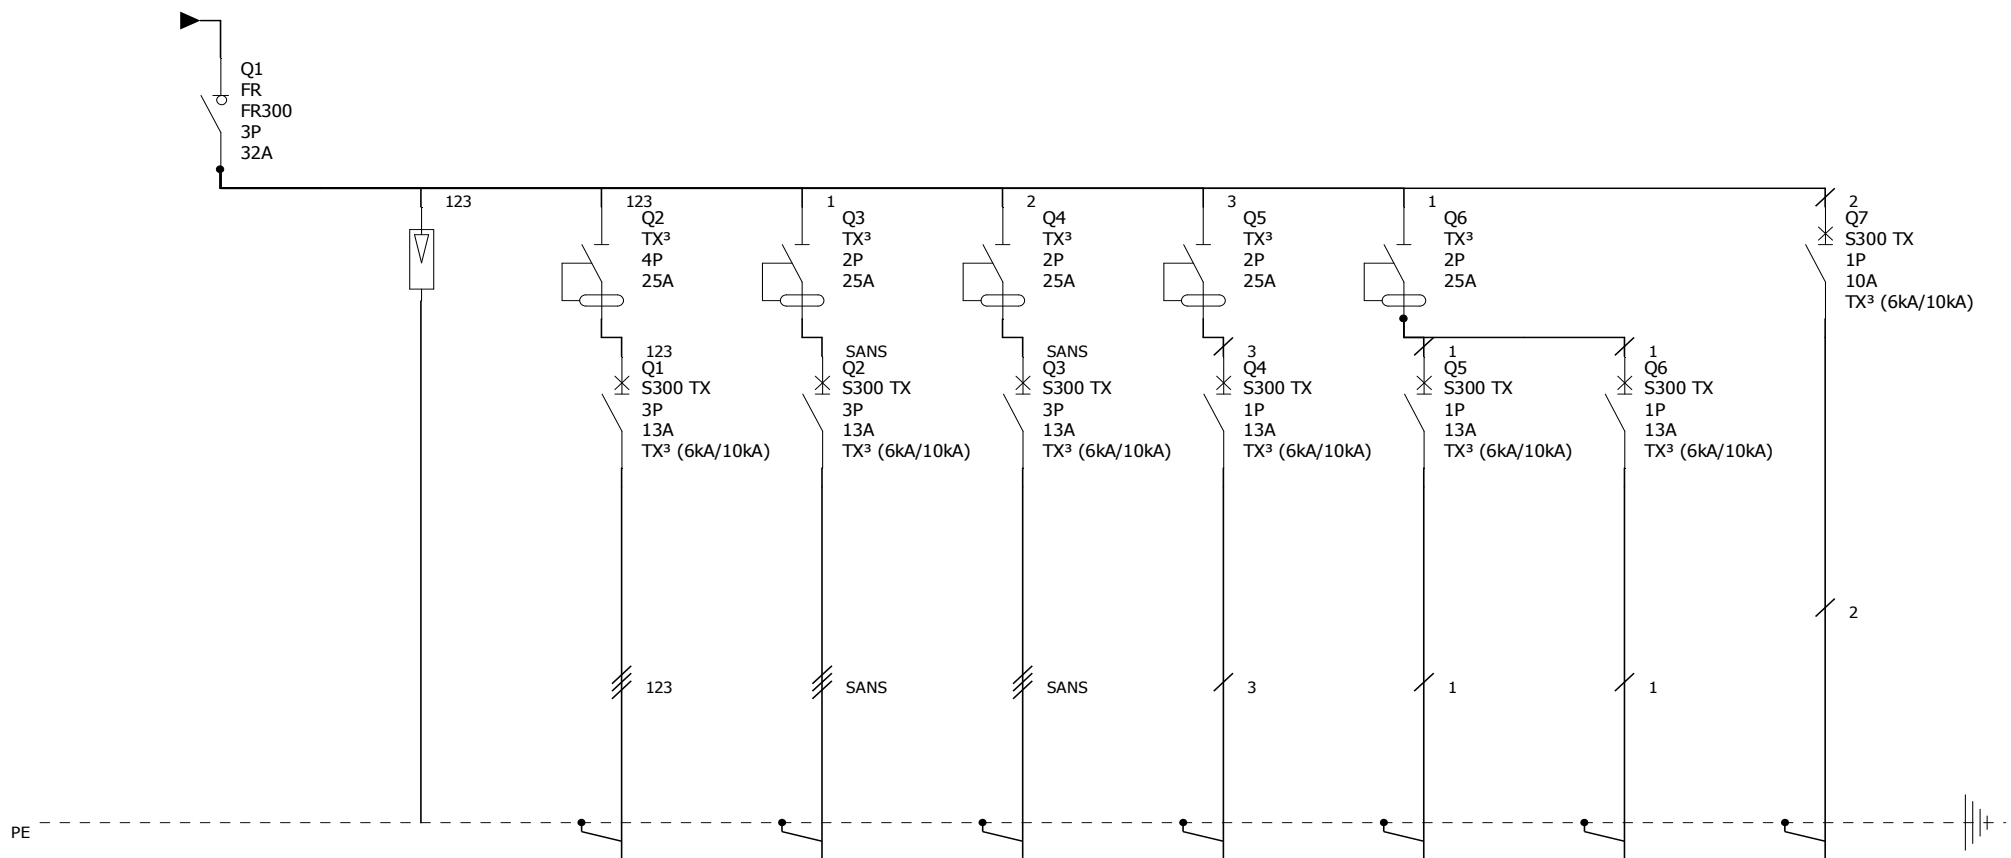 Q1
FR
FR300
3P
32A
123
123
Q2
TX³
4P
25A
1
Q3
TX³
2P
25A
2
Q4
TX³
2P
25A
3
Q5
TX³
2P
25A
1
Q6
TX³
2P
25A
2
Q7
S300 TX
1P
10A
TX³ (6kA/10kA)
123
Q1
S300 TX
3P
13A
TX³ (6kA/10kA)
SANS
Q2
S300 TX
3P
13A
TX³ (6kA/10kA)
SANS
Q3
S300 TX
3P
13A
TX³ (6kA/10kA)
3
Q4
S300 TX
1P
13A
TX³ (6kA/10kA)
1
Q5
S300 TX
1P
13A
TX³ (6kA/10kA)
1
Q6
S300 TX
1P
13A
TX³ (6kA/10kA)
2
123
SANS
SANS
3
1
1
PE